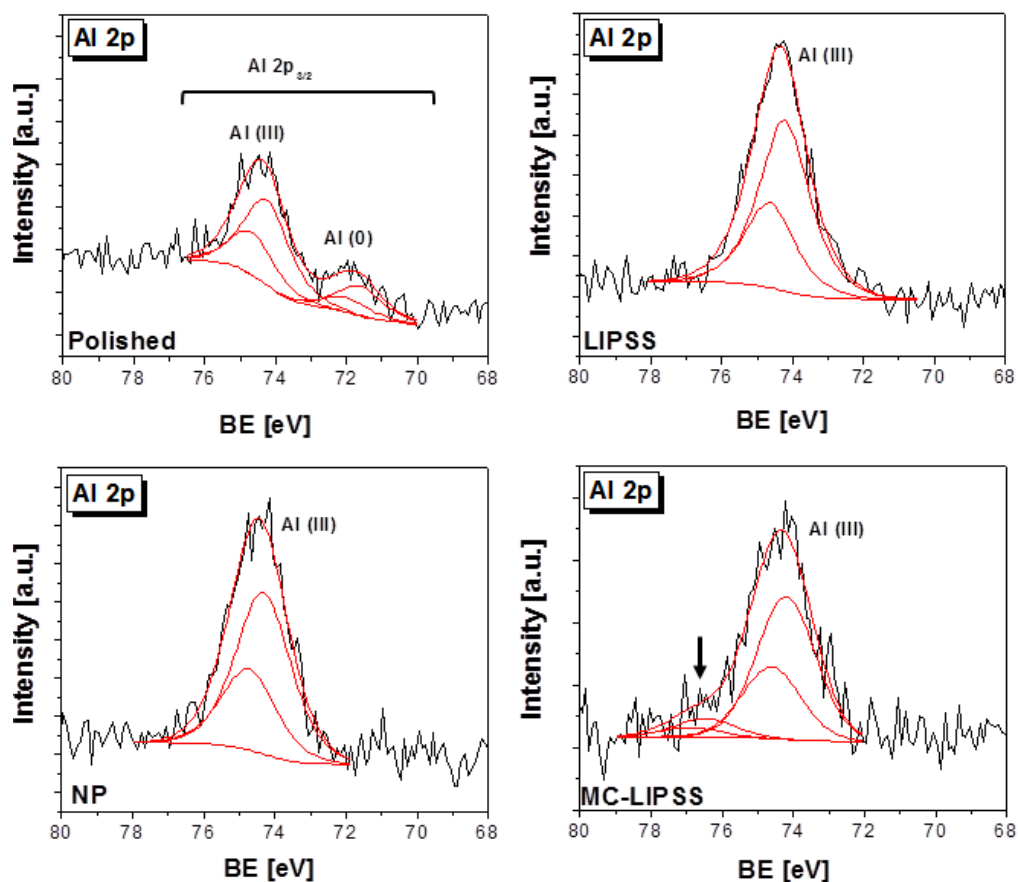 Al 2p
Al 2p3/2
Al (III)
Al (0)
Polished
Intensity [a.u.]
80 78 76 74 72 70 68
BE [eV]
Al 2p
Al (III)
LIPSS
Intensity [a.u.]
80 78 76 74 72 70 68
BE [eV]
Al 2p
Al (III)
NP
Intensity [a.u.]
80 78 76 74 72 70 68
BE [eV]
Al 2p
Al (III)
MC-LIPSS
Intensity [a.u.]
80 78 76 74 72 70 68
BE [eV]